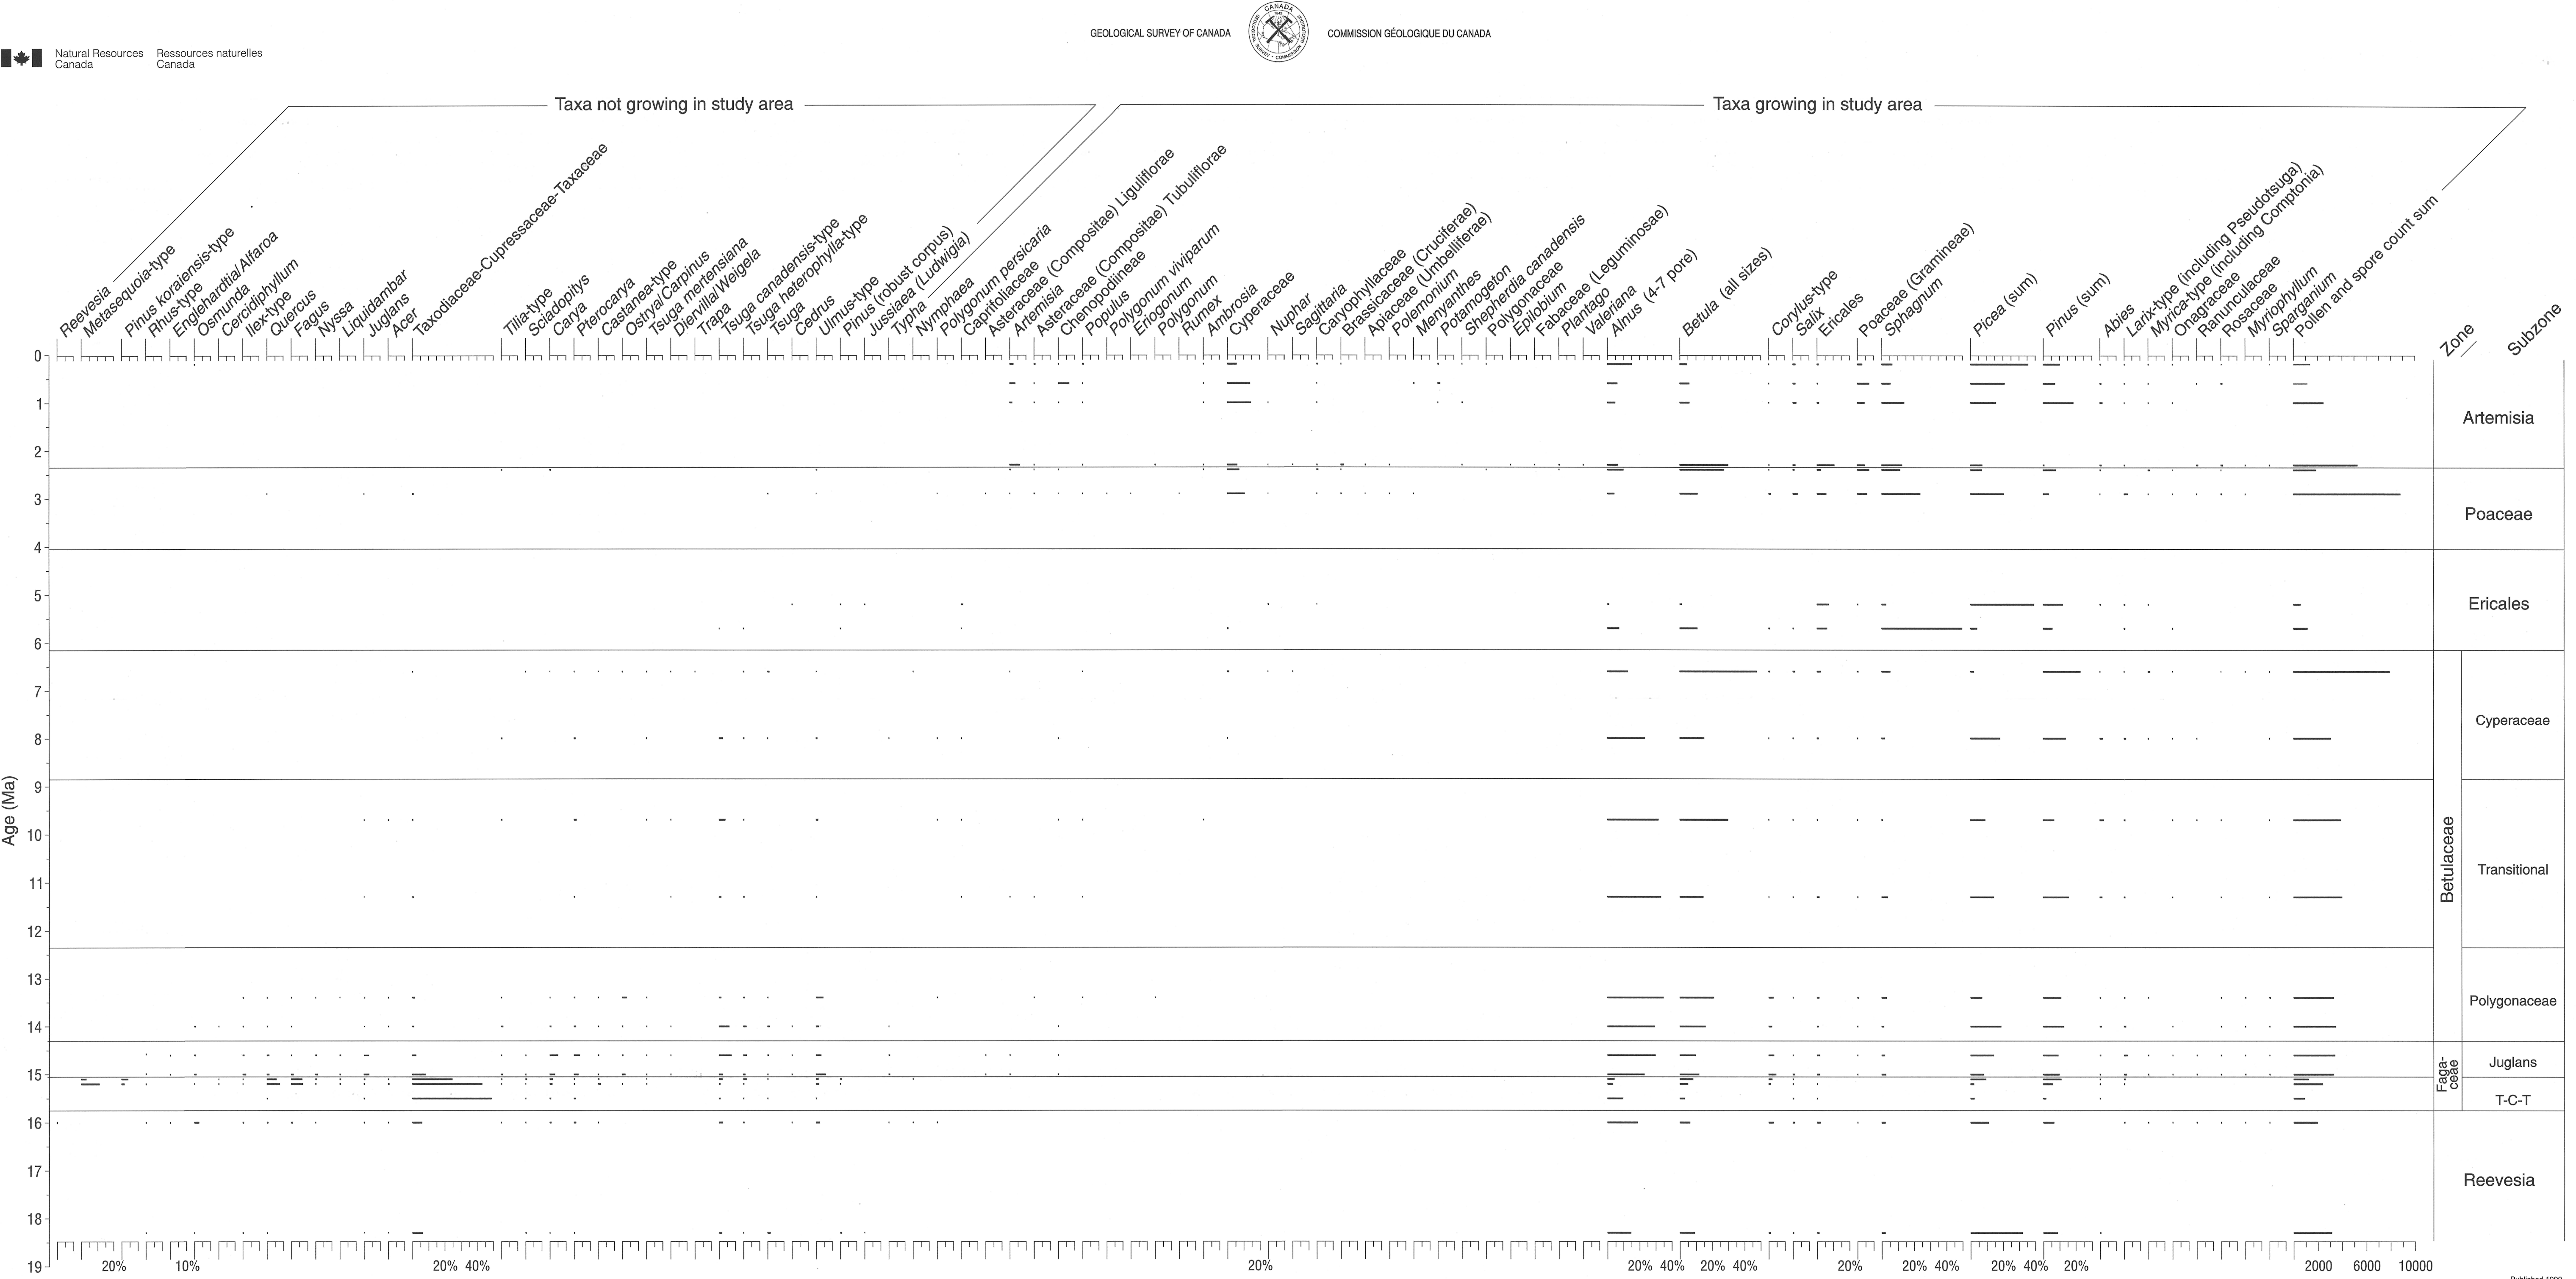 GEOLOGICAL SURVEY OF CANADA
CANADA
COMMISSION GÉOLOGIQUE DU CANADA
Natural Resources Canada
Ressources naturelles Canada
Taxa not growing in study area
Taxa growing in study area
Reevesia
Metasequoia-type
Pinus koraiensis-type
Rhus-type
Englehardtia/Alfaroa
Osmunda
Cercidiphyllum
Ilex-type
Quercus
Fagus
Nyssa
Liquidambar
Juglans
Acer
Taxodiaceae-Cupressaceae-Taxaceae
Tilia-type
Sciadopitys
Carya
Pterocarya
Castanea-type
Ostrya/Carpinus
Tsuga mertensiana
Diervilla/Weigela
Trapa
Tsuga canadensis-type
Tsuga heterophylla-type
Tsuga
Cedrus
Ulmus-type
Pinus (robust corpus)
Jussiaea (Ludwigia)
Typha
Nymphaea
Polygonum persicaria
Caprifoliaceae
Asteraceae (Compositae) Liguliflorae
Artemisia
Asteraceae (Compositae) Tubuliflorae
Chenopodiineae
Populus
Polygonum viviparum
Eriogonum
Polygonum
Rumex
Ambrosia
Cyperaceae
Nuphar
Sagittaria
Caryophyllaceae
Brassicaceae (Cruciferae)
Apiaceae (Umbelliferae)
Polemonium
Menyanthes
Potamogeton
Shepherdia canadensis
Polygonaceae
Epilobium
Fabaceae (Leguminosae)
Plantago
Valeriana
Alnus (4-7 pore)
Betula (all sizes)
Corylus-type
Salix
Ericales
Poaceae (Gramineae)
Sphagnum
Picea (sum)
Pinus (sum)
Abies
Larix-type (including Pseudotsuga)
Myrica-type (including Comptonia)
Onagraceae
Ranunculaceae
Rosaceae
Myriophyllum
Sparganium
Pollen and spore count sum
Zone
Subzone
Age (Ma)
0
1
2
3
4
5
6
7
8
9
10
11
12
13
14
15
16
17
18
19
Artemisia
Poaceae
Ericales
Betulaceae
Cyperaceae
Transitional
Polygonaceae
Faga-
ceae
Juglans
T-C-T
Reevesia
20% 10% 20% 40% 20% 20% 40% 20% 40% 20% 20% 40% 20% 40% 20% 2000 6000 10000